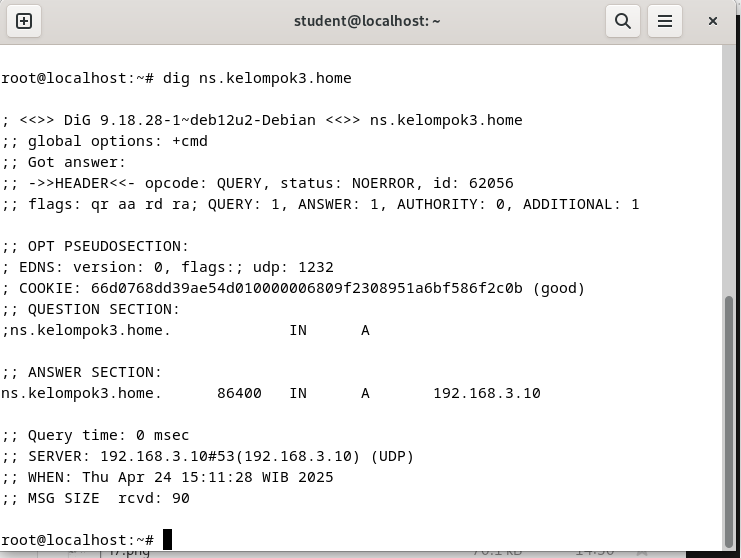 student@localhost: ~
root@localhost:~# dig ns.kelompok3.home
; <<>> DiG 9.18.28-1~deb12u2-Debian <<>> ns.kelompok3.home
;; global options: +cmd
;; Got answer:
;; ->>HEADER<<- opcode: QUERY, status: NOERROR, id: 62056
;; flags: qr aa rd ra; QUERY: 1, ANSWER: 1, AUTHORITY: 0, ADDITIONAL: 1
;; OPT PSEUDOSECTION:
; EDNS: version: 0, flags:; udp: 1232
; COOKIE: 66d0768dd39ae54d010000006809f2308951a6bf586f2c0b (good)
;; QUESTION SECTION:
;ns.kelompok3.home. IN A
;; ANSWER SECTION:
ns.kelompok3.home. 86400 IN A 192.168.3.10
;; Query time: 0 msec
;; SERVER: 192.168.3.10#53(192.168.3.10) (UDP)
;; WHEN: Thu Apr 24 15:11:28 WIB 2025
;; MSG SIZE rcvd: 90
root@localhost:~#